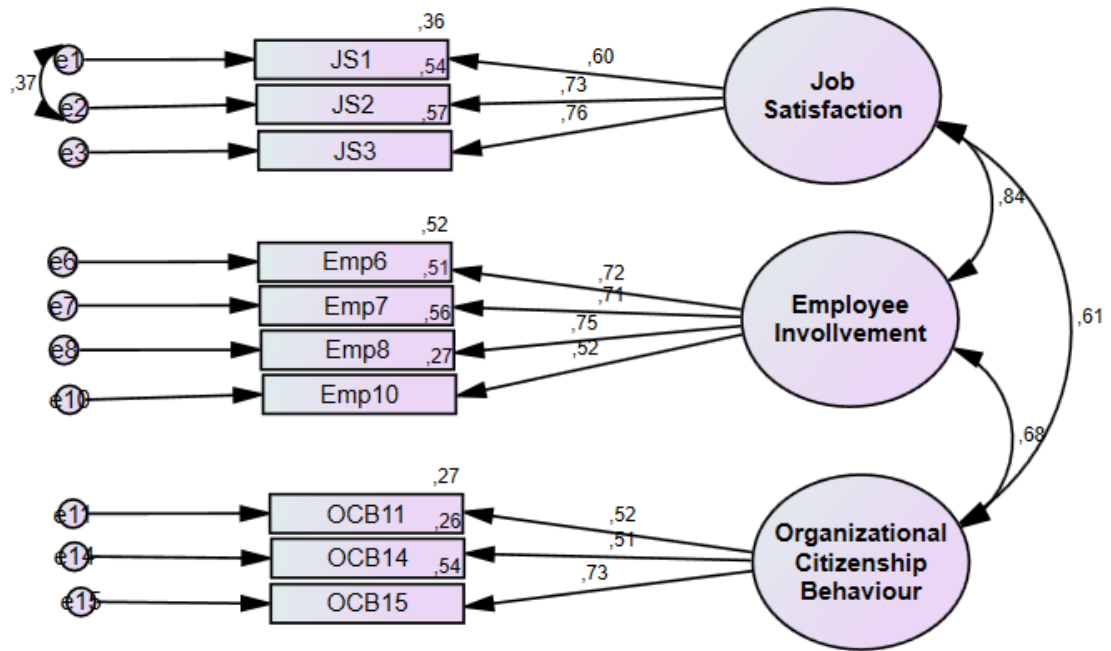 ,36
e1
JS1
,54
,60
Job
Satisfaction
,37
e2
JS2
,57
,73
e3
JS3
,76
,84
,52
e6
Emp6
,51
,72
e7
Emp7
,56
,71
Employee
Invollvement
e8
Emp8
,27
,75
,61
e10
Emp10
,52
,68
,27
e11
OCB11
,26
,52
Organizational
Citizenship
Behaviour
e14
OCB14
,54
,51
e15
OCB15
,73